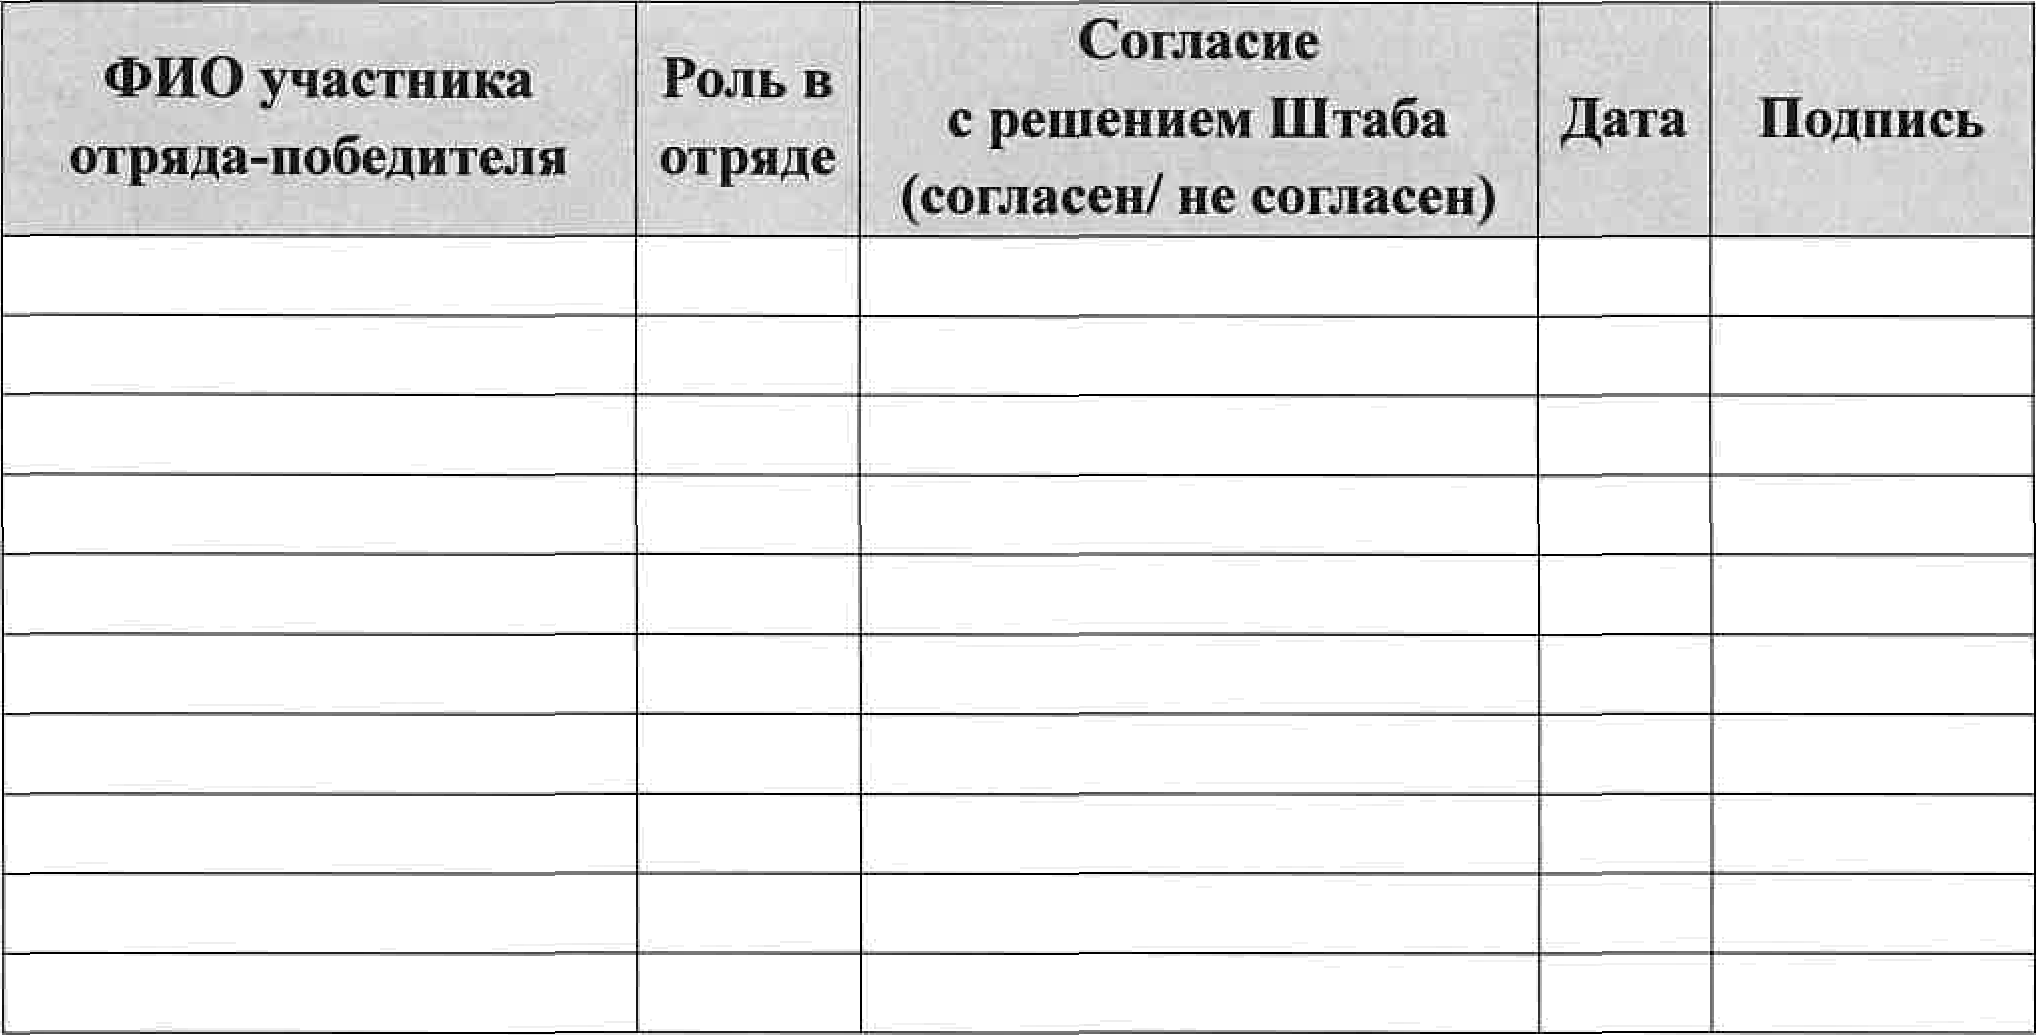 ФИО участника
отряда-победителя
Роль в
отряде
Согласие
с решением Штаба
(согласен/ не согласен)
Дата
Подпись